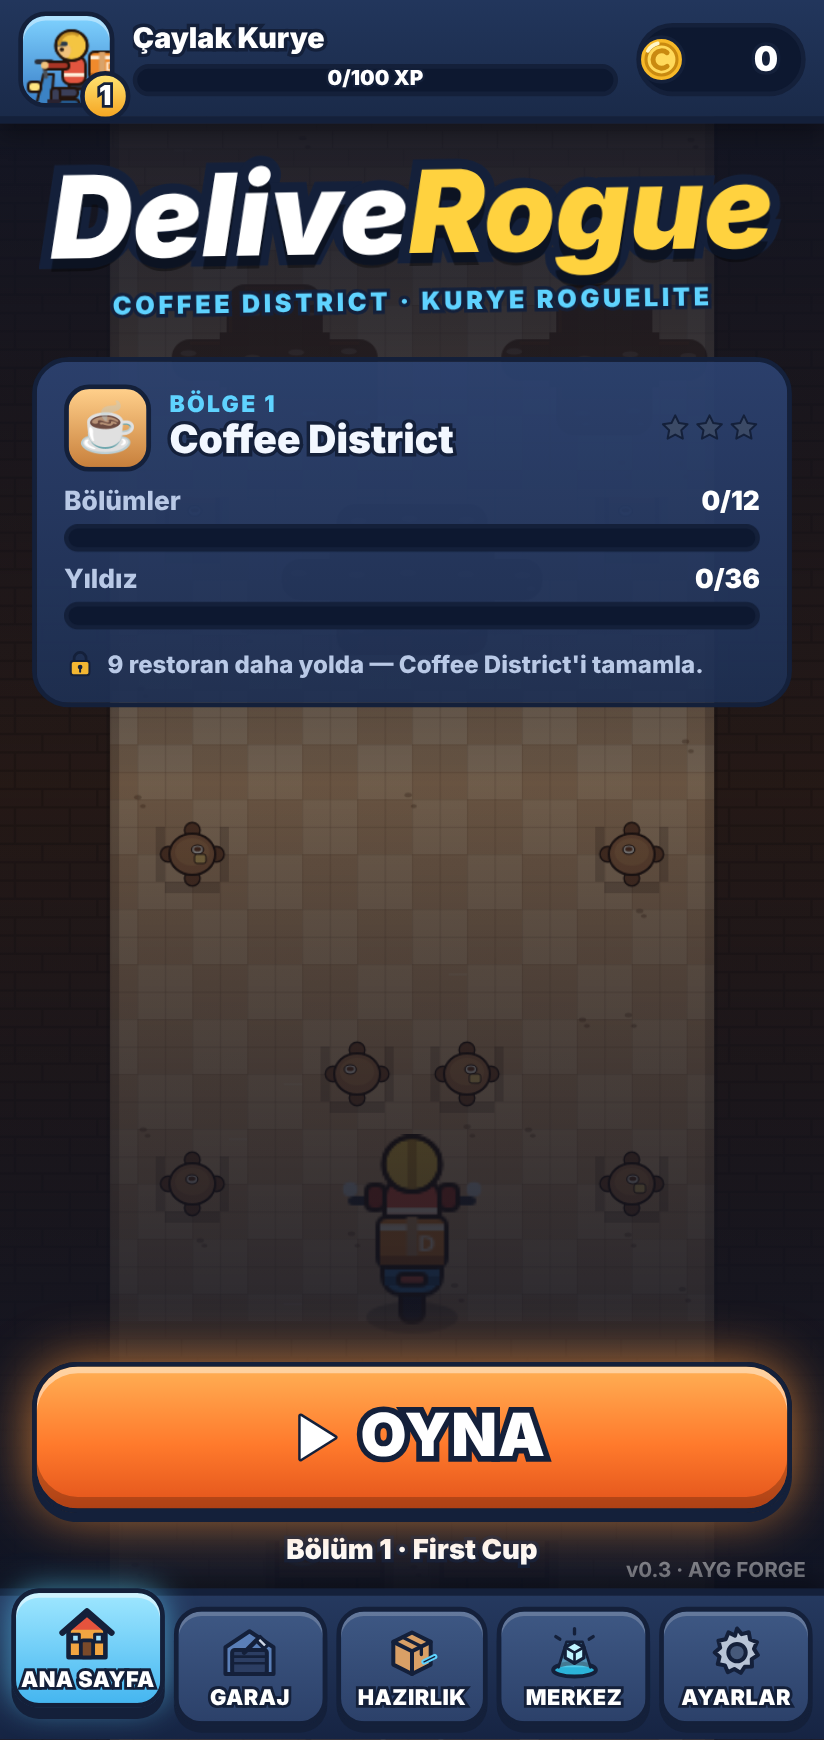 Çaylak Kurye
0/100 XP
1
0
DeliveRogue
COFFEE DISTRICT · KURYE ROGUELITE
BÖLGE 1
Coffee District
Bölümler 0/12
Yıldız 0/36
9 restoran daha yolda — Coffee District'i tamamla.
D
OYNA
Bölüm 1 · First Cup
v0.3 · AYG FORGE
ANA SAYFA
GARAJ
HAZIRLIK
MERKEZ
AYARLAR